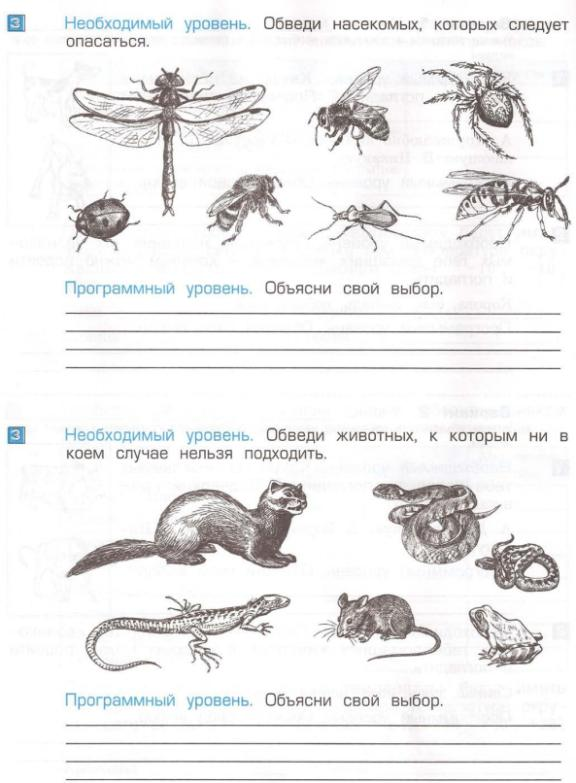 3 Необходимый уровень. Обведи насекомых, которых следует
опасаться.
Программный уровень. Объясни свой выбор.
3 Необходимый уровень. Обведи животных, к которым ни в
коем случае нельзя подходить.
Программный уровень. Объясни свой выбор.